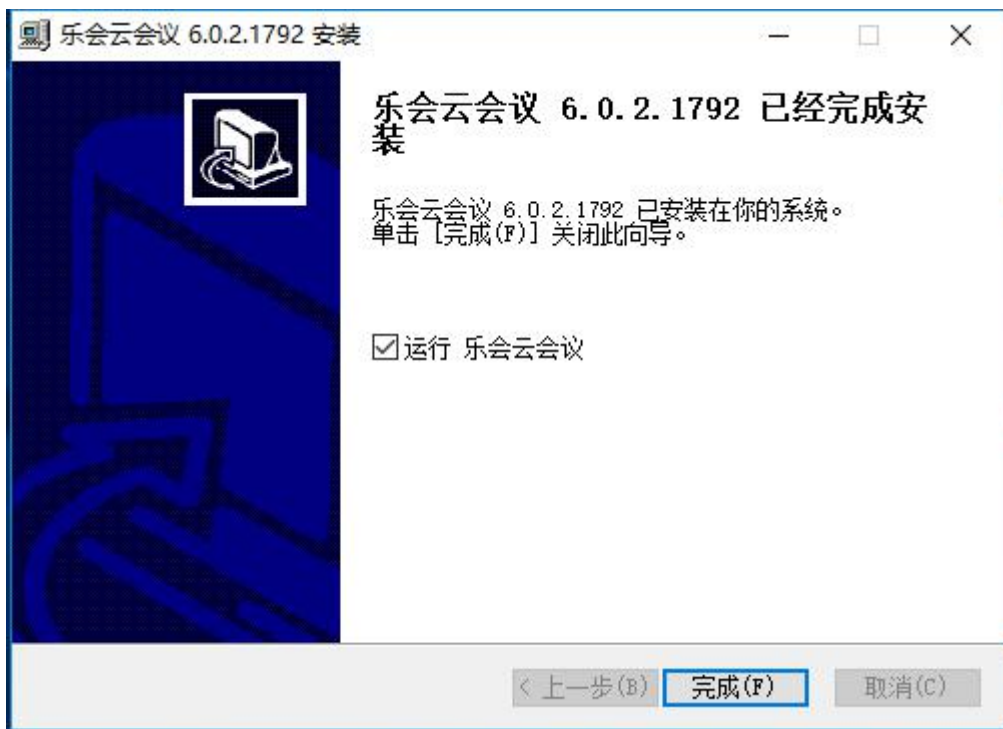 乐会云会议 6.0.2.1792 安装
乐会云会议 6.0.2.1792 已经完成安
装
乐会云会议 6.0.2.1792 已安装在你的系统。
单击 [完成(F)] 关闭此向导。
运行 乐会云会议
< 上一步(B) 完成(F) 取消(C)